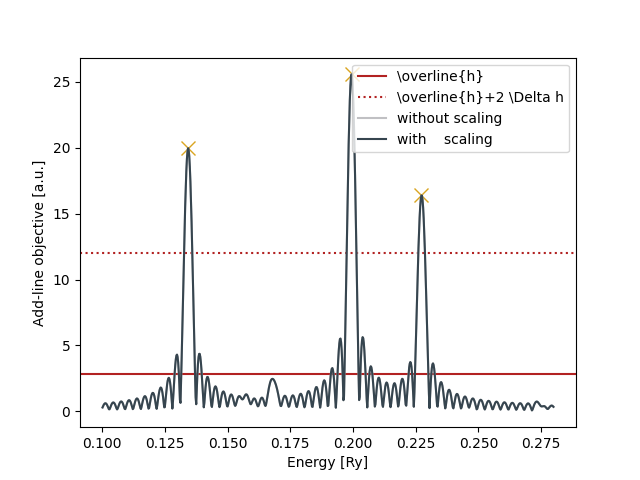 \overline{h}
\overline{h}+2 \Delta h
without scaling
with    scaling
Add-line objective [a.u.]
25
20
15
10
5
0
0.100 0.125 0.150 0.175 0.200 0.225 0.250 0.275
Energy [Ry]